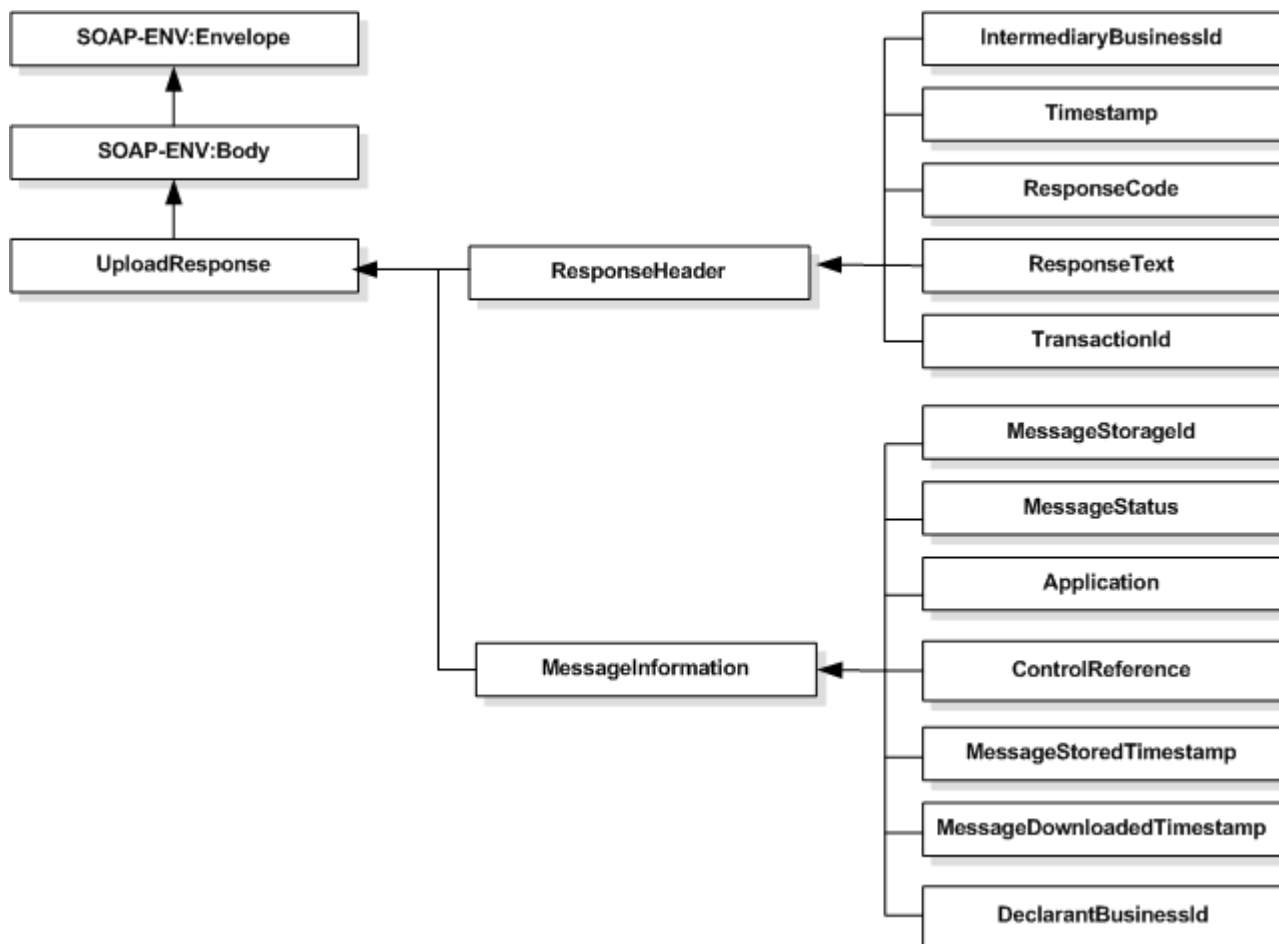 SOAP-ENV:Envelope
SOAP-ENV:Body
UploadResponse
ResponseHeader
IntermediaryBusinessId
Timestamp
ResponseCode
ResponseText
TransactionId
MessageInformation
MessageStorageId
MessageStatus
Application
ControlReference
MessageStoredTimestamp
MessageDownloadedTimestamp
DeclarantBusinessId